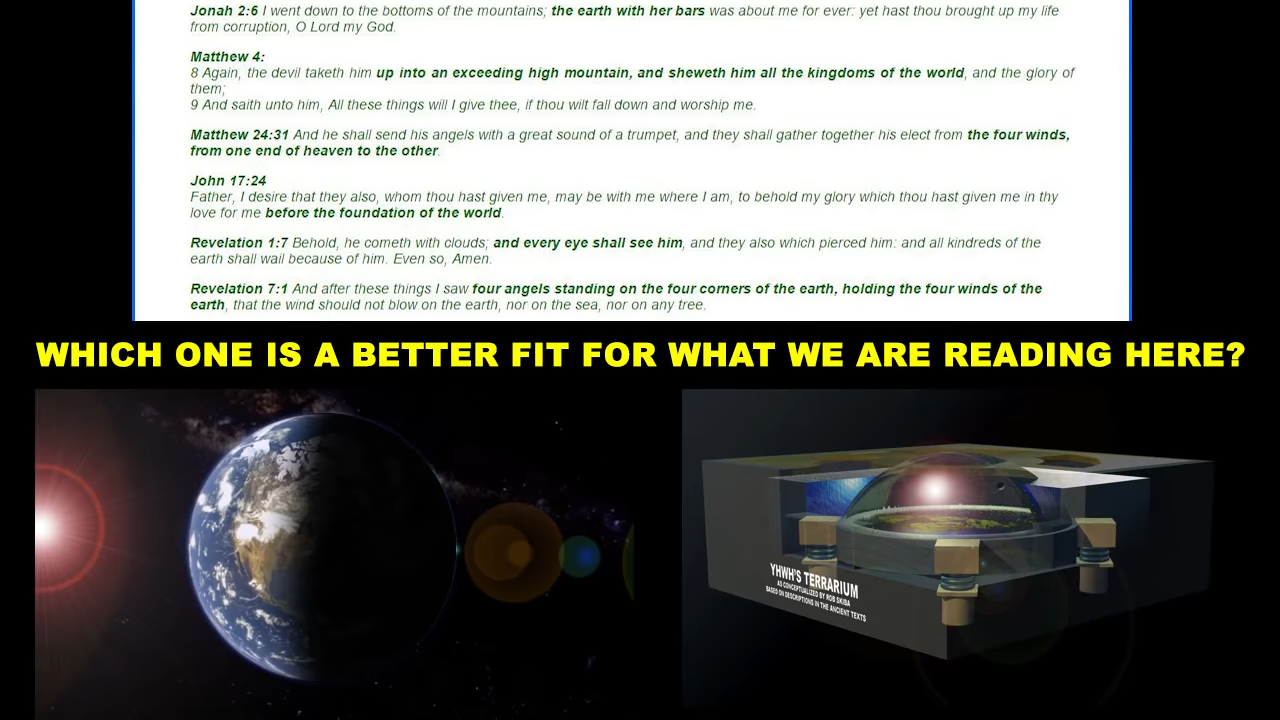 Jonah 2:6 I went down to the bottoms of the mountains; the earth with her bars was about me for ever: yet hast thou brought up my life
from corruption, O Lord my God.
Matthew 4:
8 Again, the devil taketh him up into an exceeding high mountain, and sheweth him all the kingdoms of the world, and the glory of
them;
9 And saith unto him, All these things will I give thee, if thou wilt fall down and worship me.
Matthew 24:31 And he shall send his angels with a great sound of a trumpet, and they shall gather together his elect from the four winds,
from one end of heaven to the other.
John 17:24
Father, I desire that they also, whom thou hast given me, may be with me where I am, to behold my glory which thou hast given me in thy
love for me before the foundation of the world.
Revelation 1:7 Behold, he cometh with clouds; and every eye shall see him, and they also which pierced him: and all kindreds of the
earth shall wail because of him. Even so, Amen.
Revelation 7:1 And after these things I saw four angels standing on the four corners of the earth, holding the four winds of the
earth, that the wind should not blow on the earth, nor on the sea, nor on any tree.
WHICH ONE IS A BETTER FIT FOR WHAT WE ARE READING HERE?
YHWH'S TERRARIUM
AS CONCEPTUALIZED BY ROB SKIBA
BASED ON DESCRIPTIONS IN THE ANCIENT TEXTS